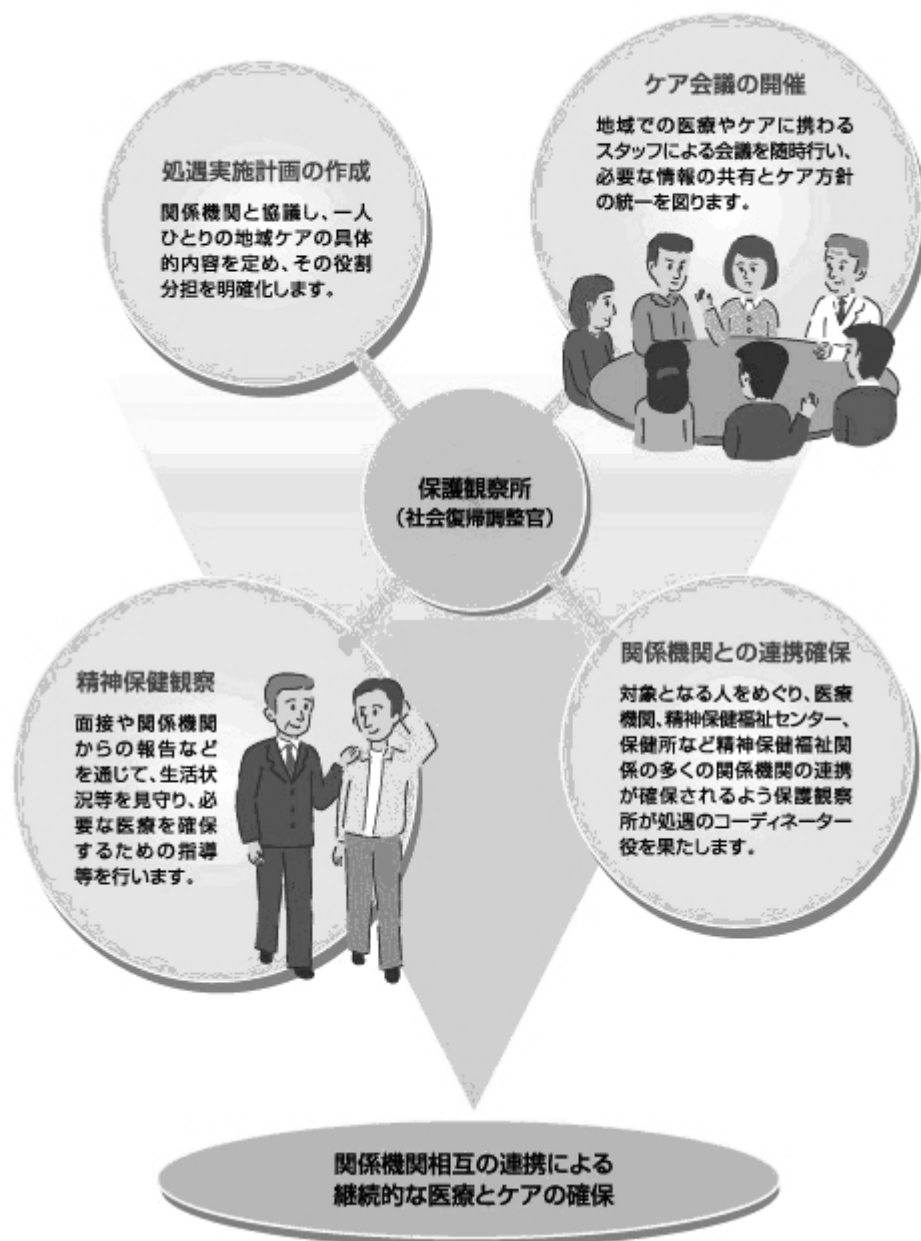 処遇実施計画の作成
関係機関と協議し、一人
ひとりの地域ケアの具体
的内容を定め、その役割
分担を明確化します。
ケア会議の開催
地域での医療やケアに携わる
スタッフによる会議を随時行い、
必要な情報の共有とケア方針
の統一を図ります。
保護観察所
（社会復帰調整官）
精神保健観察
面接や関係機関
からの報告など
を通じて、生活状
況等を見守り、必
要な医療を確保
するための指導
等を行います。
関係機関との連携確保
対象となる人をめぐり、医療
機関、精神保健福祉センター、
保健所など精神保健福祉関
係の多くの関係機関の連携
が確保されるよう保護観察
所が処遇のコーディネーター
役を果たします。
関係機関相互の連携による
継続的な医療とケアの確保